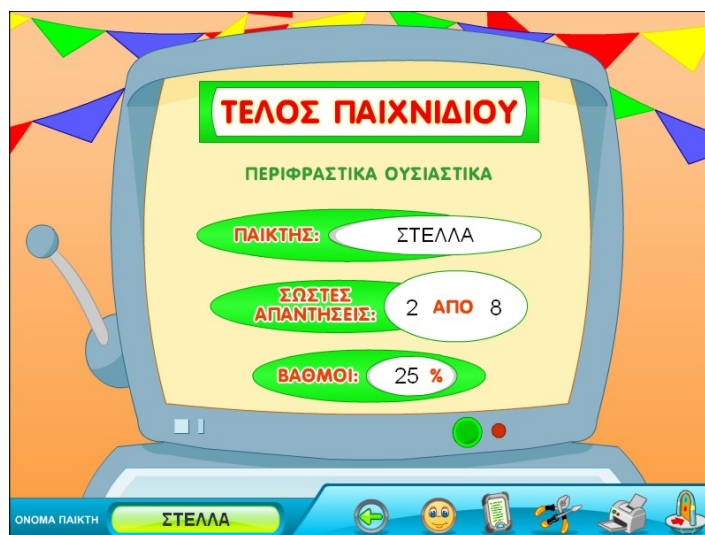 ΤΕΛΟΣ ΠΑΙΧΝΙΔΙΟΥ
ΠΕΡΙΦΡΑΣΤΙΚΑ ΟΥΣΙΑΣΤΙΚΑ
ΠΑΙΚΤΗΣ: ΣΤΕΛΛΑ
ΣΩΣΤΕΣ
ΑΠΑΝΤΗΣΕΙΣ: 2 ΑΠΟ 8
ΒΑΘΜΟΙ: 25 %
ΟΝΟΜΑ ΠΑΙΚΤΗ ΣΤΕΛΛΑ